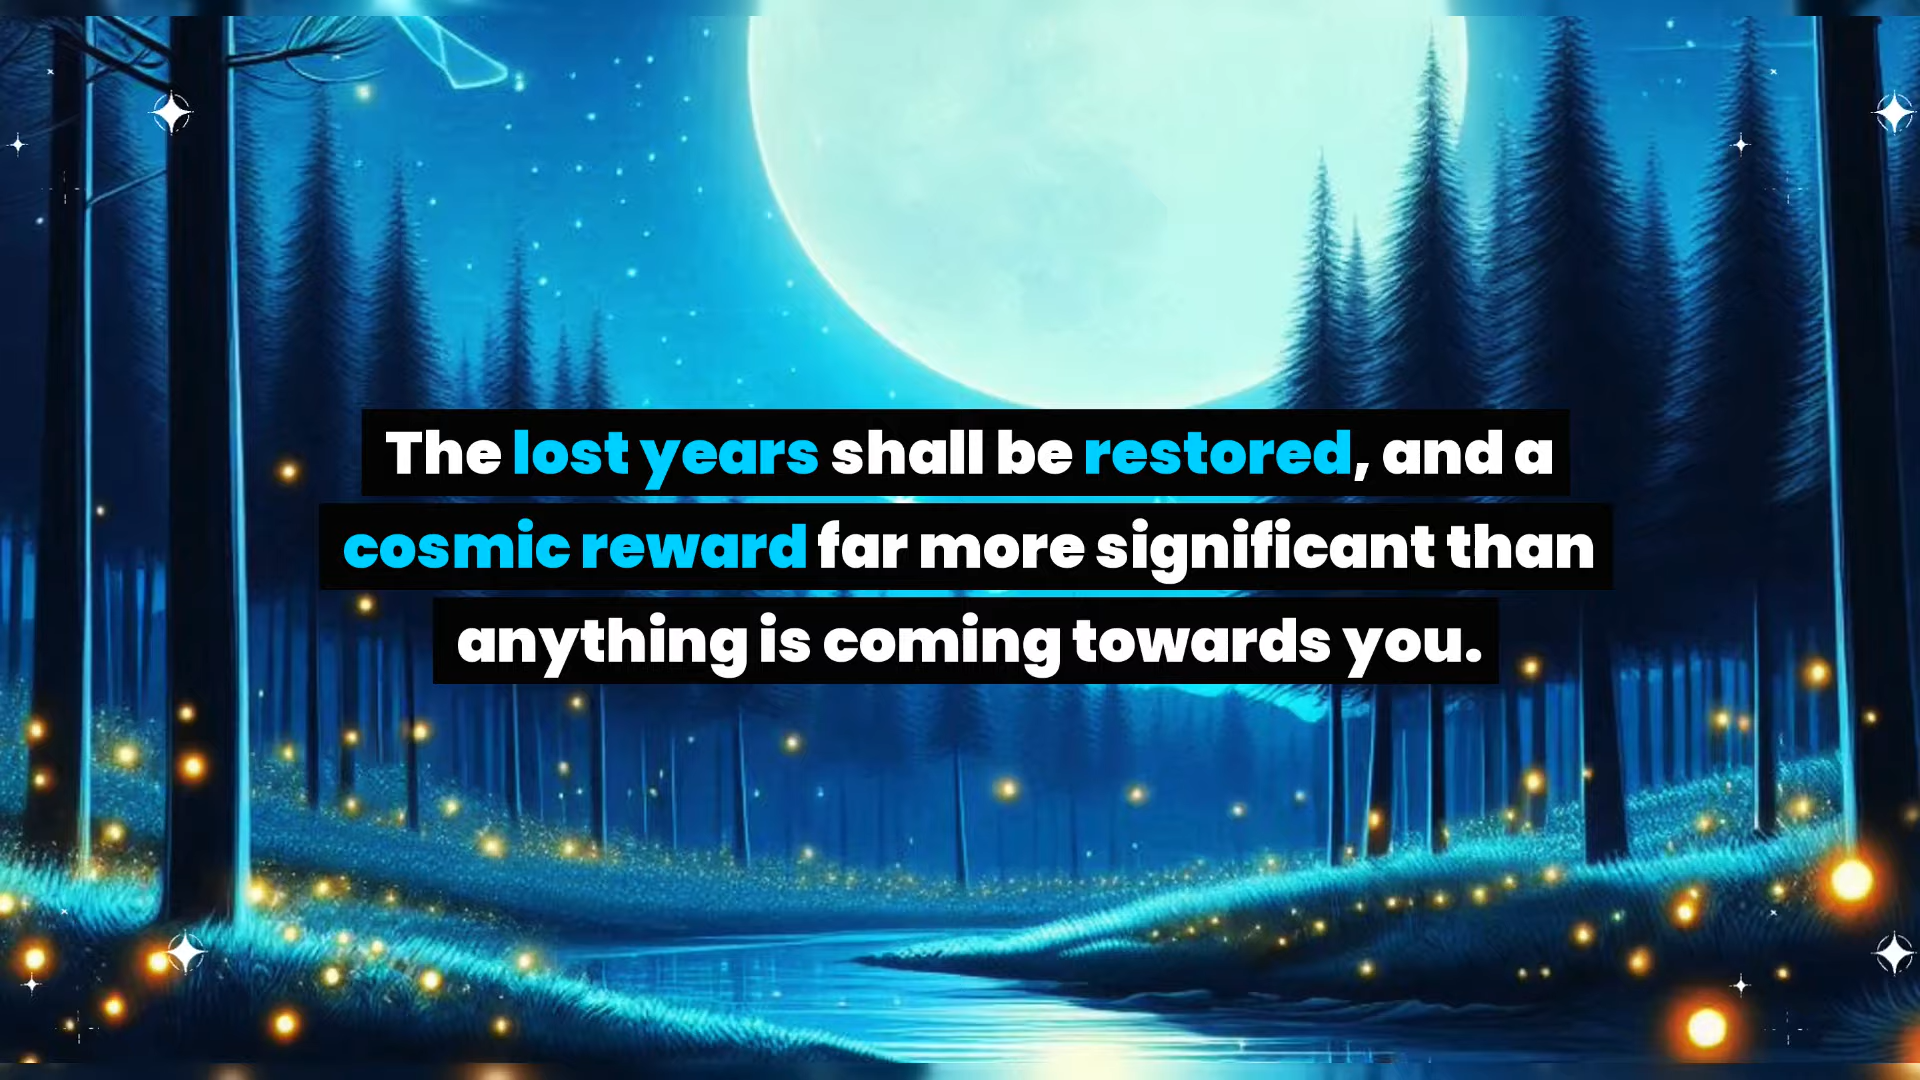 The lost years shall be restored, and a
cosmic reward far more significant than
anything is coming towards you.